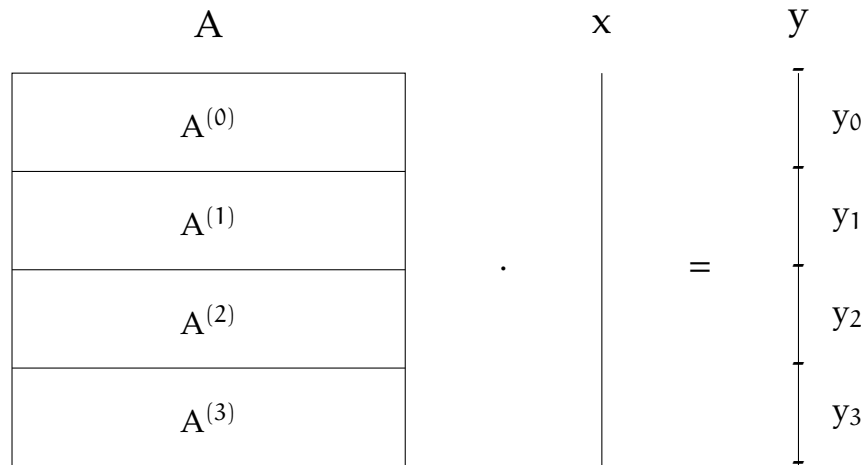 A x y
A^(0) y₀
A^(1) y₁
· =
A^(2) y₂
A^(3) y₃